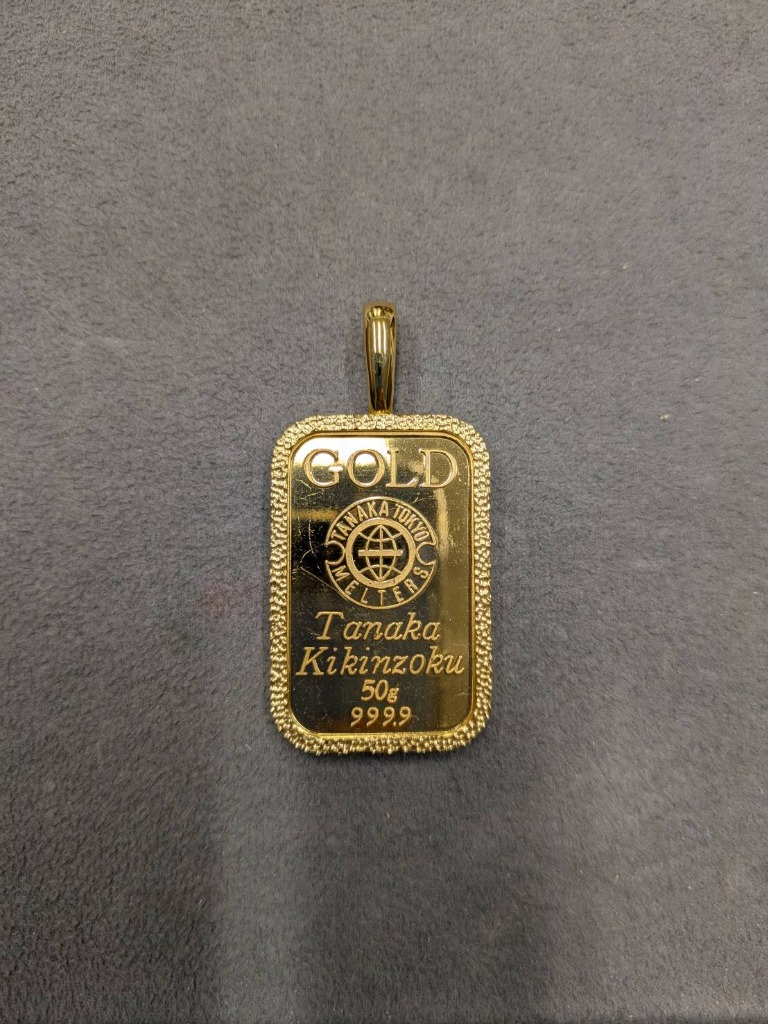 GOLD
TANAKA TOKYO
MELTERS
Tanaka
Kikinzoku
50g
999.9